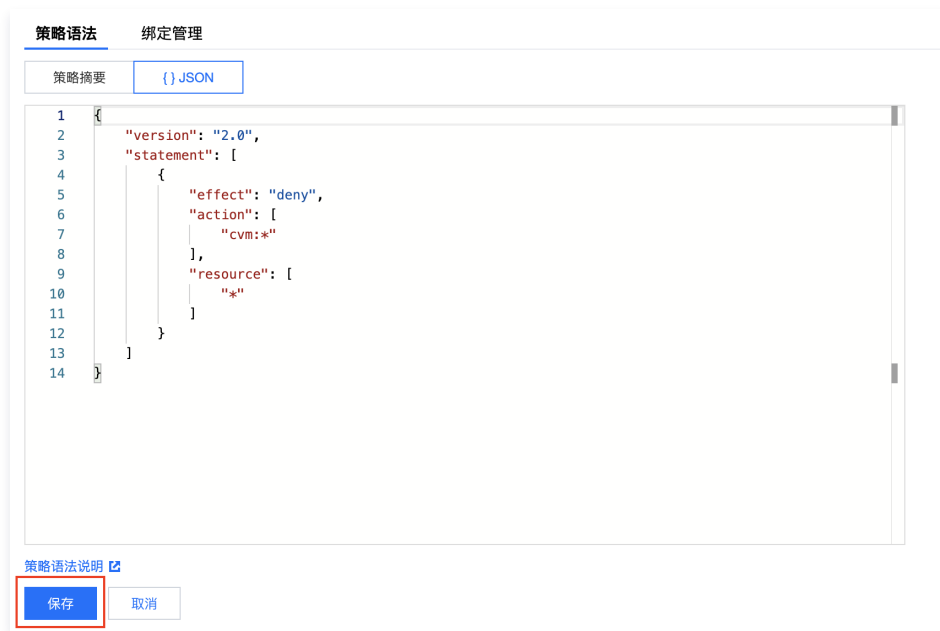 策略语法 绑定管理
策略摘要 { } JSON
1 {
2 "version": "2.0",
3 "statement": [
4 {
5 "effect": "deny",
6 "action": [
7 "cvm:*"
8 ],
9 "resource": [
10 "*"
11 ]
12 }
13 ]
14 }
策略语法说明
保存 取消